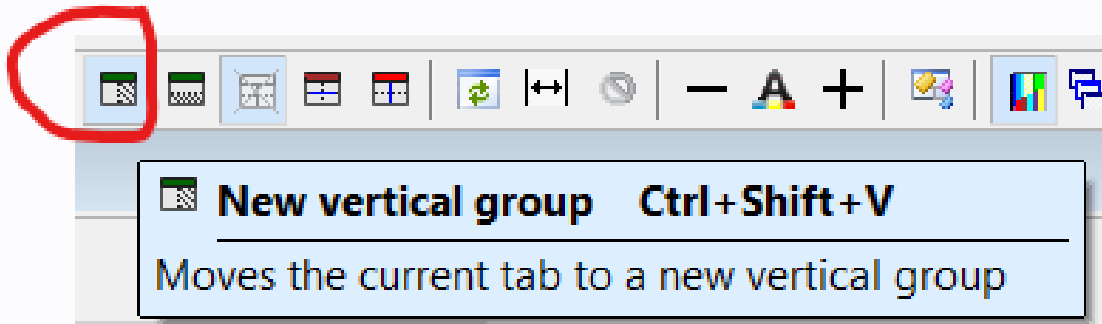 New vertical group Ctrl+Shift+V
Moves the current tab to a new vertical group